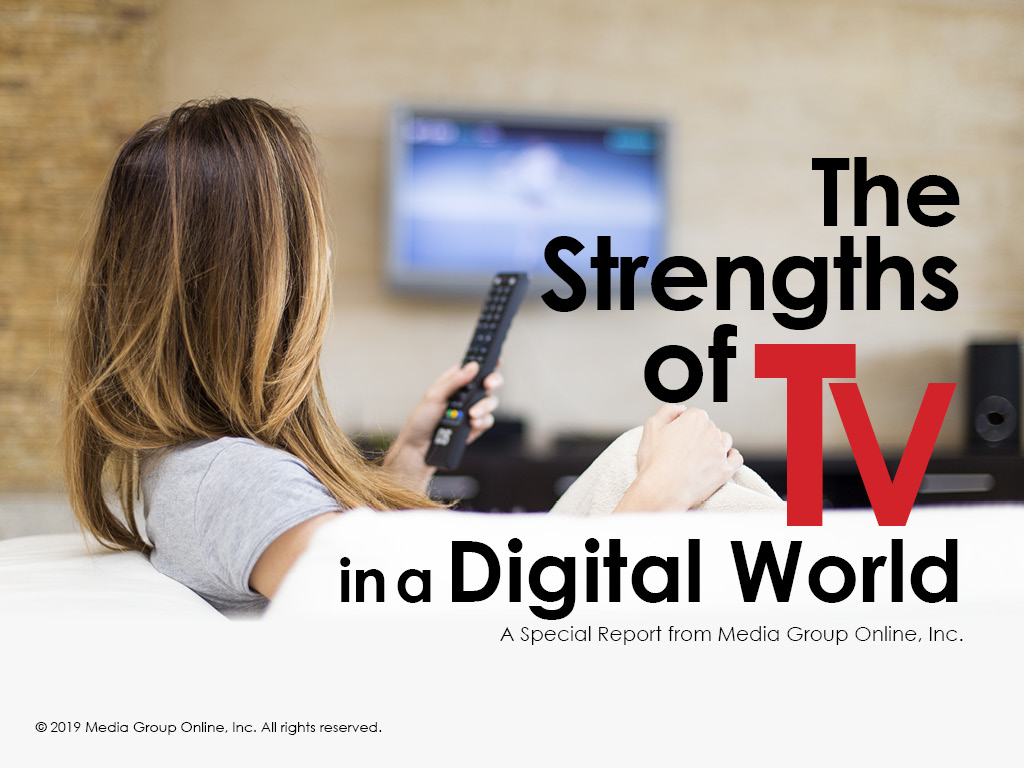 The
Strengths
of TV
in a Digital World
A Special Report from Media Group Online, Inc.
© 2019 Media Group Online, Inc. All rights reserved.